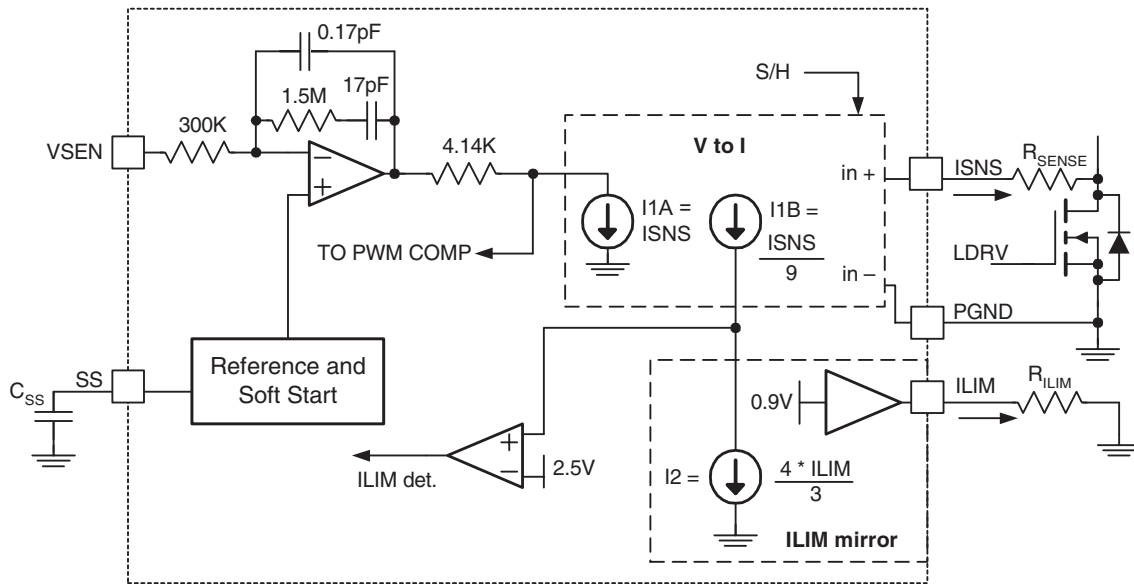 0.17pF
17pF
1.5M
300K
VSEN
4.14K
S/H
V to I
in +
ISNS
RSENSE
I1A =
ISNS
I1B =
ISNS
9
TO PWM COMP
in –
LDRV
PGND
Reference and
Soft Start
SS
CSS
ILIM det.
2.5V
0.9V
ILIM
RILIM
I2 =
4 * ILIM
3
ILIM mirror
−
+
+
−